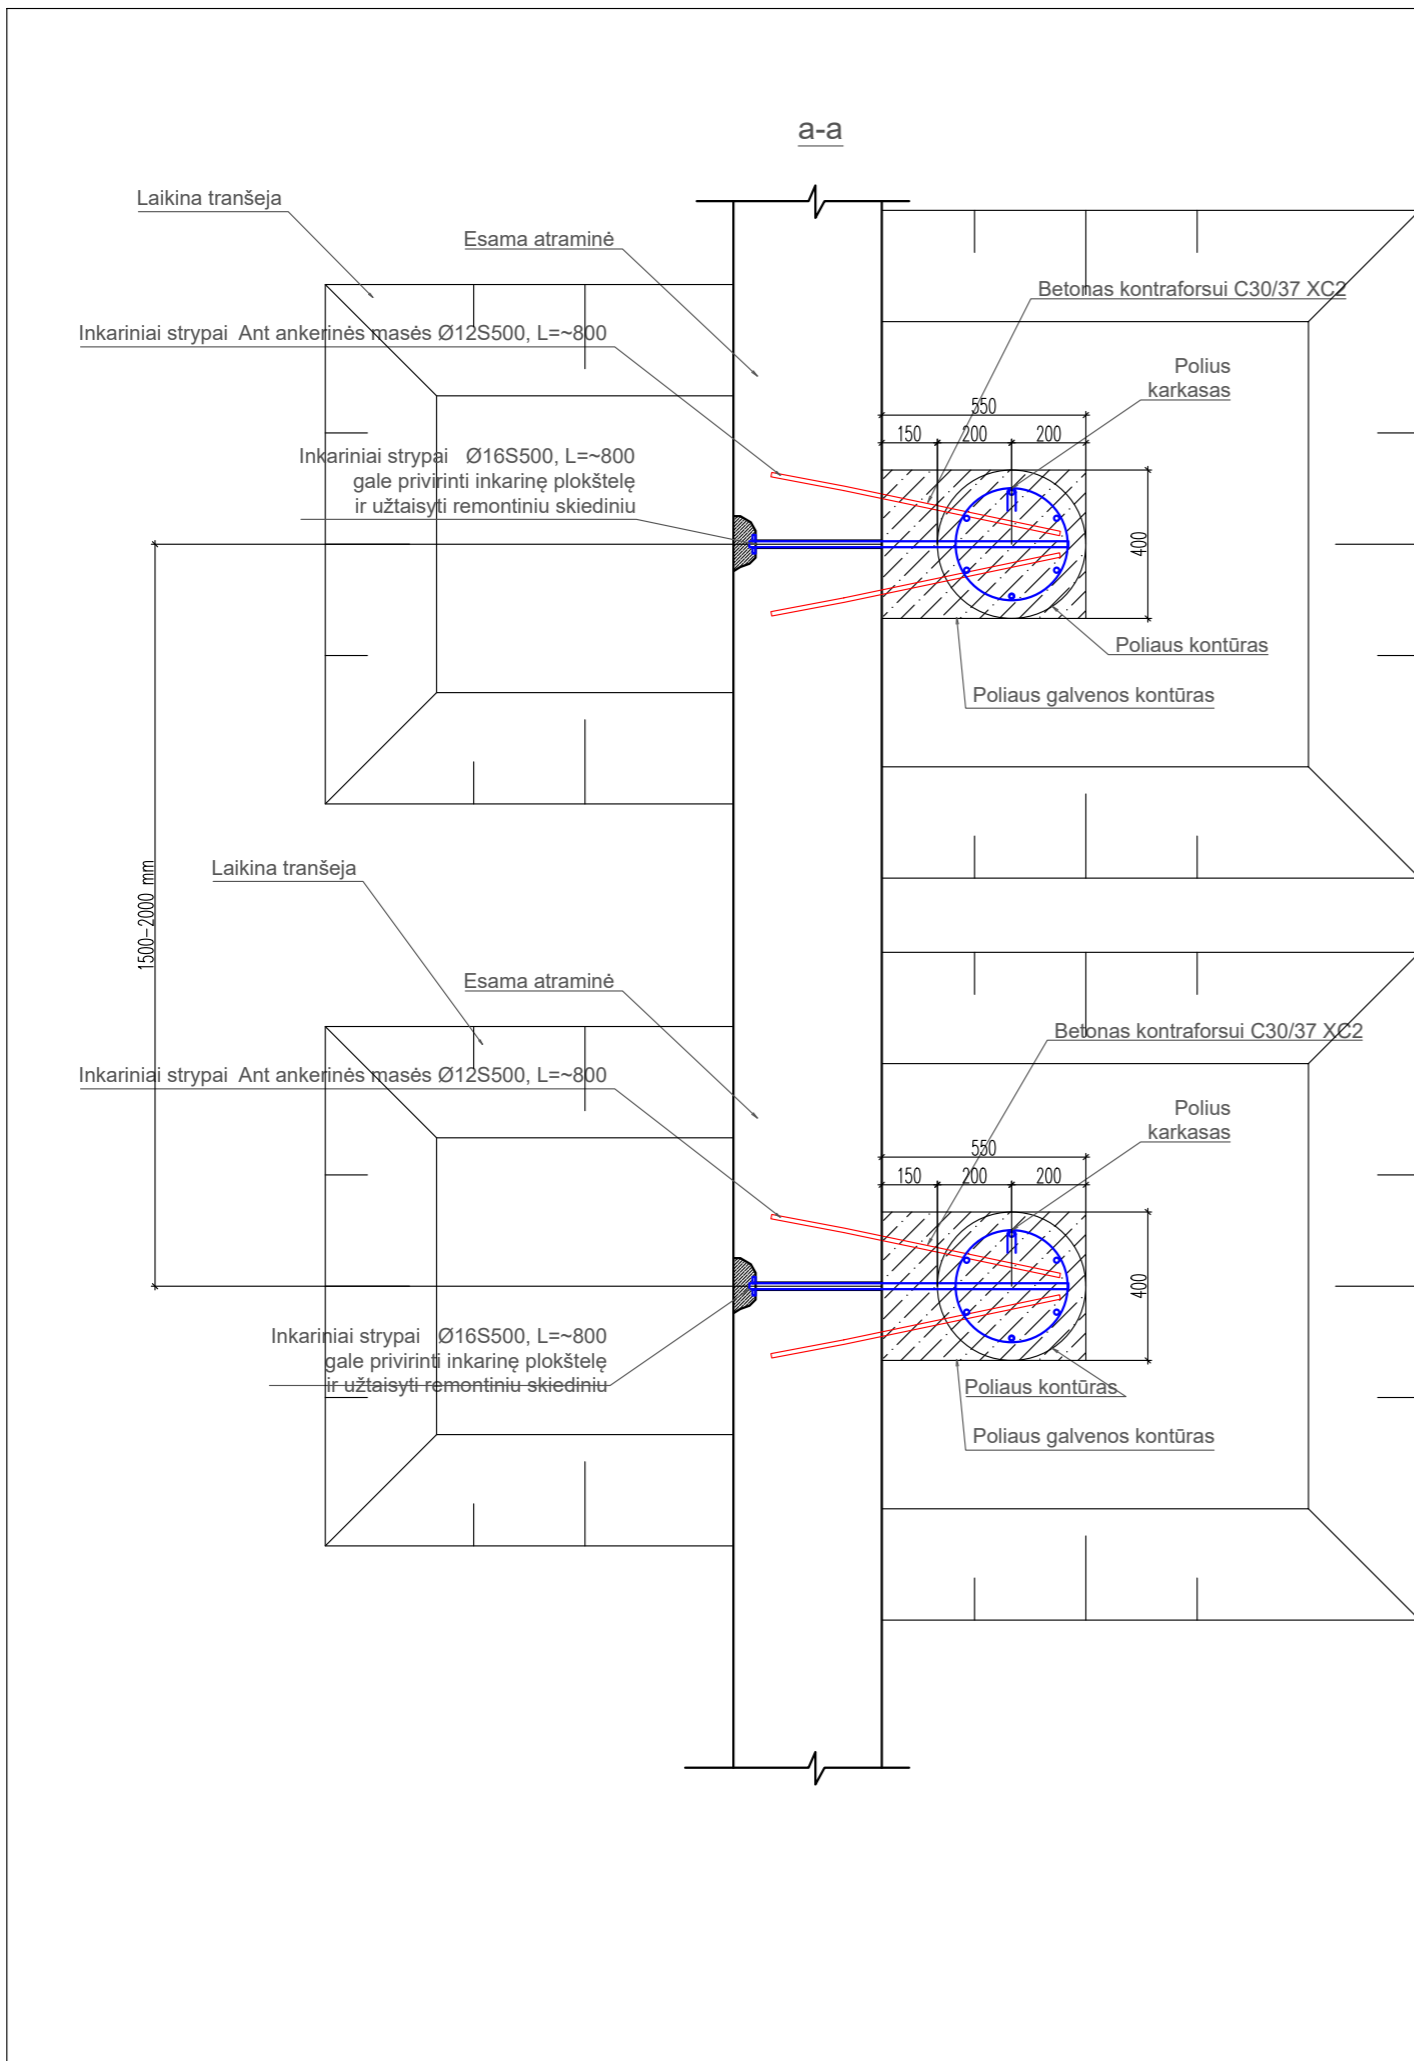 a-a
Laikina tranšeja
Esama atraminė
Betonas kontraforsui C30/37 XC2
Inkariniai strypai Ant ankerinės masės Ø12S500, L=~800
Polius
karkasas
550
150
200
200
Inkariniai strypai Ø16S500, L=~800
gale privirinti inkarinę plokštelę
ir užtaisyti remontiniu skiediniu
400
Poliaus kontūras
Poliaus galvenos kontūras
1500-2000 mm
Laikina tranšeja
Esama atraminė
Betonas kontraforsui C30/37 XC2
Inkariniai strypai Ant ankerinės masės Ø12S500, L=~800
Polius
karkasas
550
150
200
200
400
Inkariniai strypai Ø16S500, L=~800
gale privirinti inkarinę plokštelę
ir užtaisyti remontiniu skiediniu
Poliaus kontūras
Poliaus galvenos kontūras